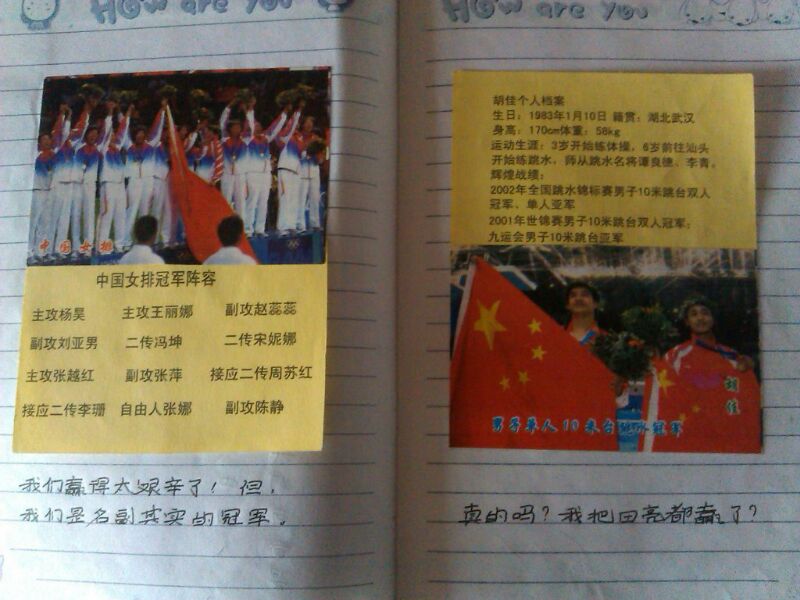 How are you
中国女排
中国女排冠军阵容
主攻杨昊 主攻王丽娜 副攻赵蕊蕊
副攻刘亚男 二传冯坤 二传宋妮娜
主攻张越红 副攻张萍 接应二传周苏红
接应二传李珊 自由人张娜 副攻陈静
我们赢得太艰辛了！但，
我们是名副其实的冠军。
How are you
胡佳个人档案
生日：1983年1月10日 籍贯：湖北武汉
身高：170cm体重：58kg
运动生涯：3岁开始练体操，6岁前往汕头
开始练跳水，师从跳水名将谭良德、李青。
辉煌战绩：
2002年全国跳水锦标赛男子10米跳台双人
冠军、单人亚军
2001年世锦赛男子10米跳台双人冠军；
九运会男子10米跳台亚军
胡佳
男子单人10米台跳水冠军
真的吗？我把田亮都赢了？